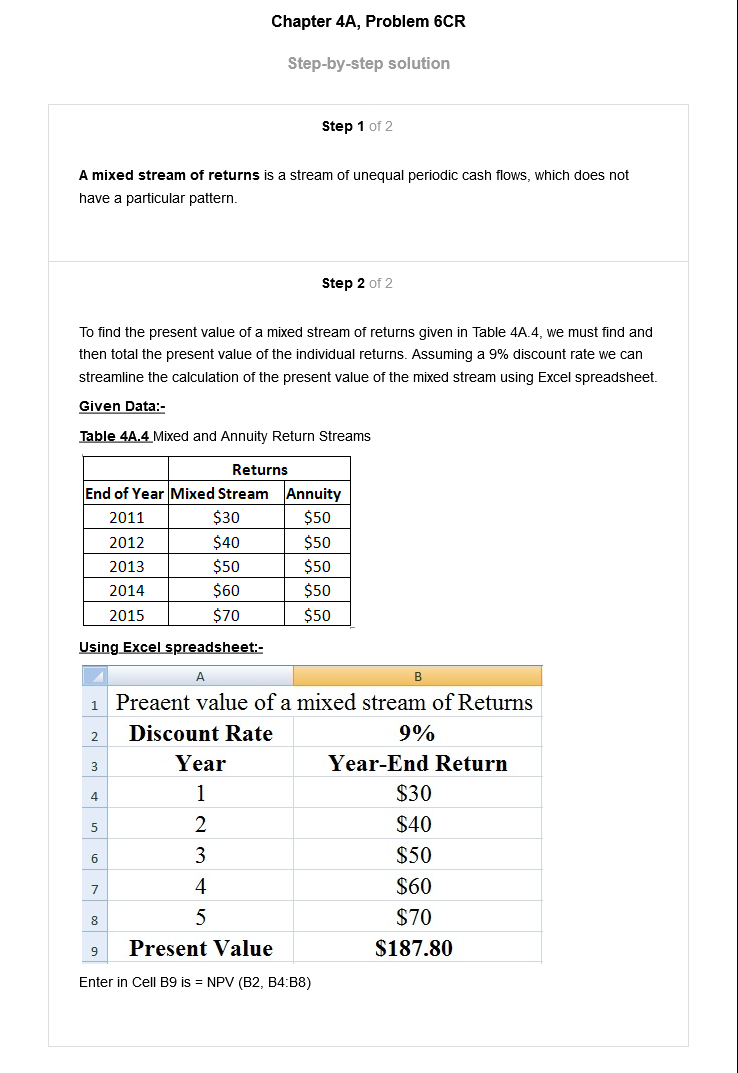 Chapter 4A, Problem 6CR
Step-by-step solution
Step 1 of 2
A mixed stream of returns is a stream of unequal periodic cash flows, which does not
have a particular pattern.
Step 2 of 2
To find the present value of a mixed stream of returns given in Table 4A.4, we must find and
then total the present value of the individual returns. Assuming a 9% discount rate we can
streamline the calculation of the present value of the mixed stream using Excel spreadsheet.
Given Data:-
Table 4A.4 Mixed and Annuity Return Streams
Returns
End of Year Mixed Stream Annuity
2011 $30 $50
2012 $40 $50
2013 $50 $50
2014 $60 $50
2015 $70 $50
Using Excel spreadsheet:-
A B
1 Preaent value of a mixed stream of Returns
2 Discount Rate 9%
3 Year Year-End Return
4 1 $30
5 2 $40
6 3 $50
7 4 $60
8 5 $70
9 Present Value $187.80
Enter in Cell B9 is = NPV (B2, B4:B8)